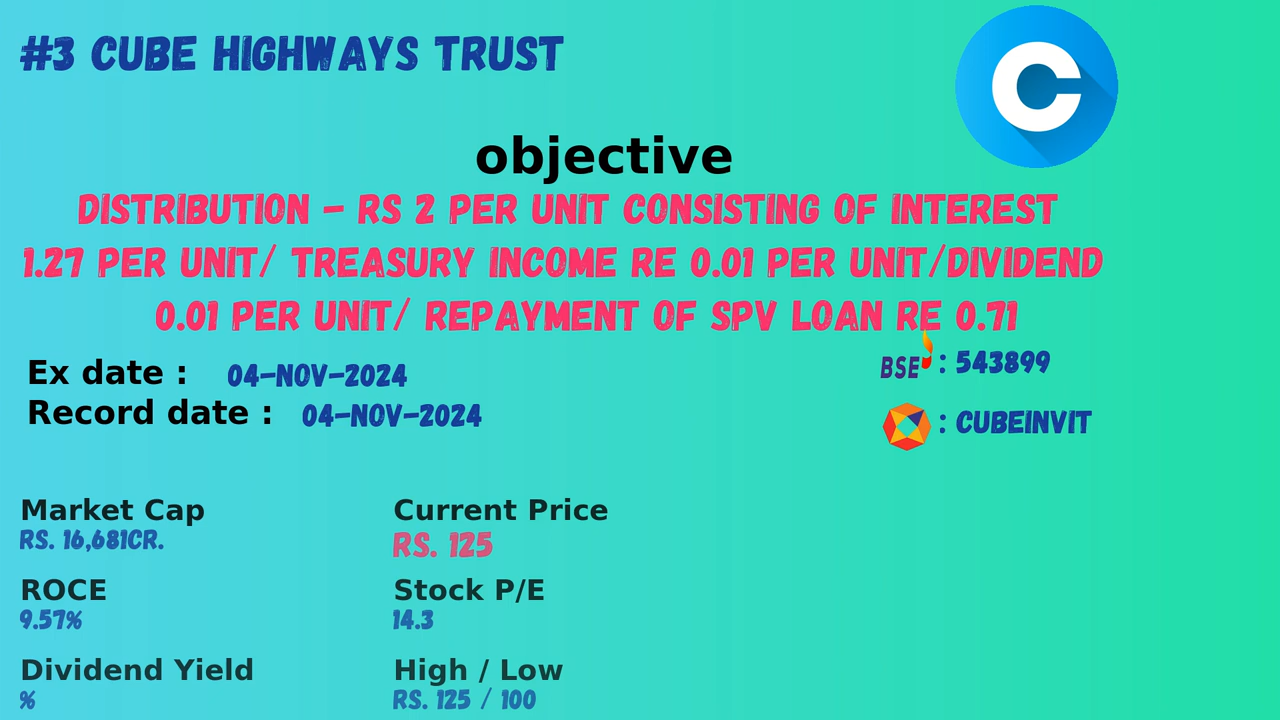 #3 CUBE HIGHWAYS TRUST
objective
DISTRIBUTION - RS 2 PER UNIT CONSISTING OF INTEREST
1.27 PER UNIT/ TREASURY INCOME RE 0.01 PER UNIT/DIVIDEND
0.01 PER UNIT/ REPAYMENT OF SPV LOAN RE 0.71
Ex date : 04-NOV-2024
Record date : 04-NOV-2024
BSE : 543899
: CUBEINVIT
Market Cap
RS. 16,681CR.
Current Price
RS. 125
ROCE
9.57%
Stock P/E
14.3
Dividend Yield
%
High / Low
RS. 125 / 100